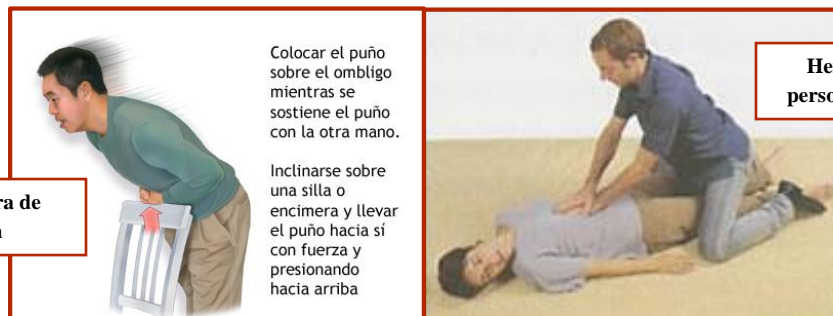 Colocar el puño
sobre el ombligo
mientras se
sostiene el puño
con la otra mano.
Inclinarse sobre
una silla o
encimera y llevar
el puño hacia sí
con fuerza y
presionando
hacia arriba
de